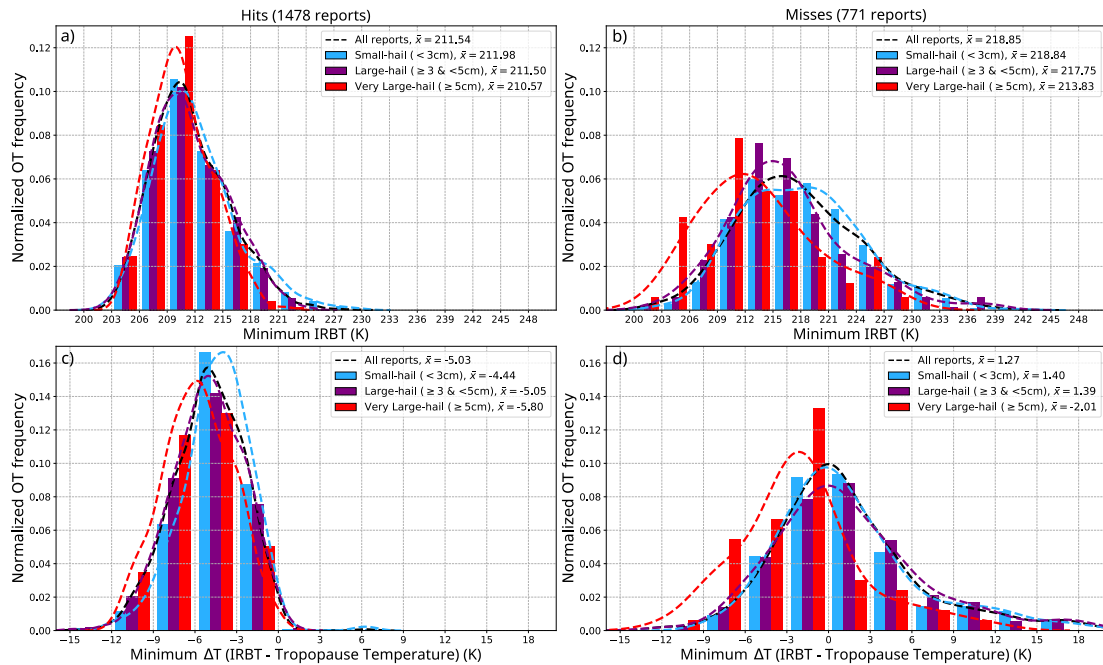 Hits (1478 reports)
a)
All reports, x̄ = 211.54
Small-hail (<3cm), x̄ = 211.98
Large-hail (≥ 3 & <5cm), x̄ = 211.50
Very Large-hail (≥ 5cm), x̄ = 210.57
Normalized OT frequency
0.12
0.10
0.08
0.06
0.04
0.02
0.00
200 203 206 209 212 215 218 221 224 227 230 233 236 239 242 245 248
Minimum IRBT (K)
Misses (771 reports)
b)
All reports, x̄ = 218.85
Small-hail (<3cm), x̄ = 218.84
Large-hail (≥ 3 & <5cm), x̄ = 217.75
Very Large-hail (≥ 5cm), x̄ = 213.83
Normalized OT frequency
0.12
0.10
0.08
0.06
0.04
0.02
0.00
197 200 203 206 209 212 215 218 221 224 227 230 233 236 239 242 245 248
Minimum IRBT (K)
c)
All reports, x̄ = -5.03
Small-hail (<3cm), x̄ = -4.44
Large-hail (≥ 3 & <5cm), x̄ = -5.05
Very Large-hail (≥ 5cm), x̄ = -5.80
Normalized OT frequency
0.16
0.14
0.12
0.10
0.08
0.06
0.04
0.02
0.00
−15 −12 −9 −6 −3 0 3 6 9 12 15 18
Minimum ΔT (IRBT - Tropopause Temperature) (K)
d)
All reports, x̄ = 1.27
Small-hail (<3cm), x̄ = 1.40
Large-hail (≥ 3 & <5cm), x̄ = 1.39
Very Large-hail (≥ 5cm), x̄ = -2.01
Normalized OT frequency
0.16
0.14
0.12
0.10
0.08
0.06
0.04
0.02
0.00
−15 −12 −9 −6 −3 0 3 6 9 12 15 18
Minimum ΔT (IRBT - Tropopause Temperature) (K)